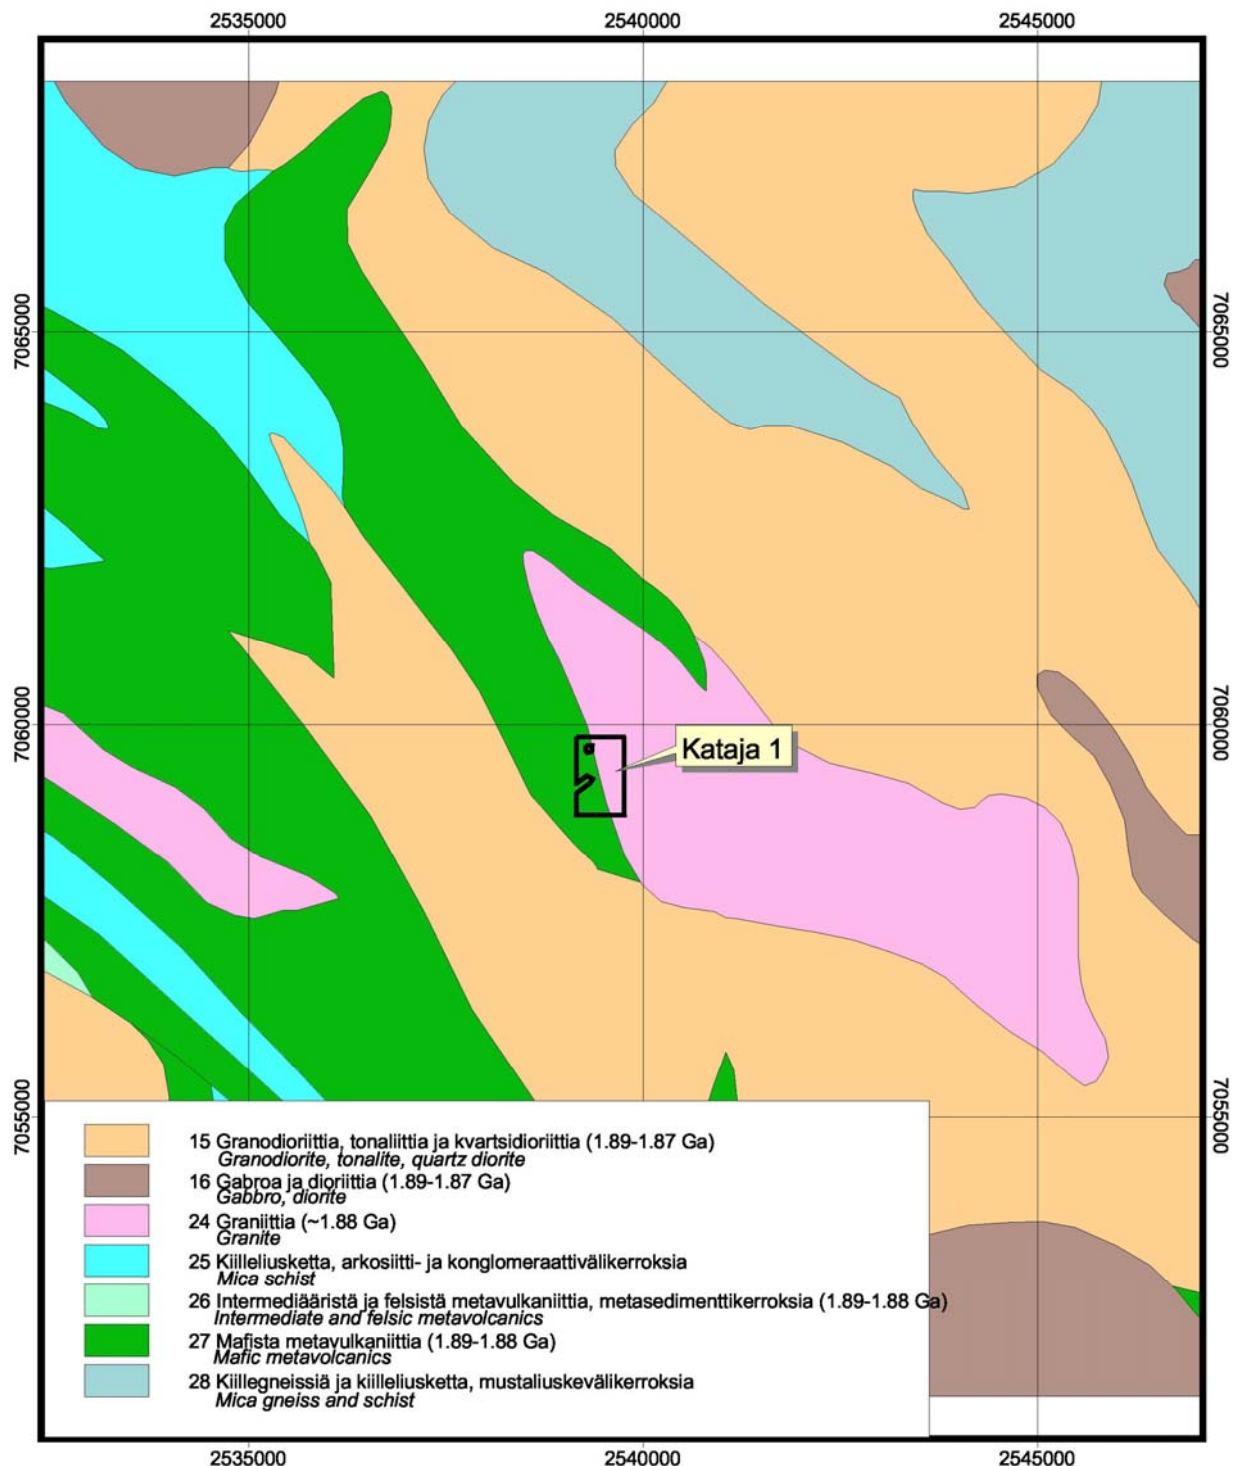 2535000 2540000 2545000
7065000 7065000
Kataja 1
7060000 7060000
7055000 7055000
15 Granodioriittia, tonaliittia ja kvartsidioriittia (1.89-1.87 Ga)
Granodiorite, tonalite, quartz diorite
16 Gabroa ja dioriittia (1.89-1.87 Ga)
Gabbro, diorite
24 Graniittia (~1.88 Ga)
Granite
25 Kiilleliusketta, arkosiitti- ja konglomeraattivälikerroksia
Mica schist
26 Intermediääristä ja felsistä metavulkaniittia, metasedimenttikerroksia (1.89-1.88 Ga)
Intermediate and felsic metavolcanics
27 Mafista metavulkaniittia (1.89-1.88 Ga)
Mafic metavolcanics
28 Kiillegneissiä ja kiilleliusketta, mustaliuskevälikerroksia
Mica gneiss and schist
2535000 2540000 2545000